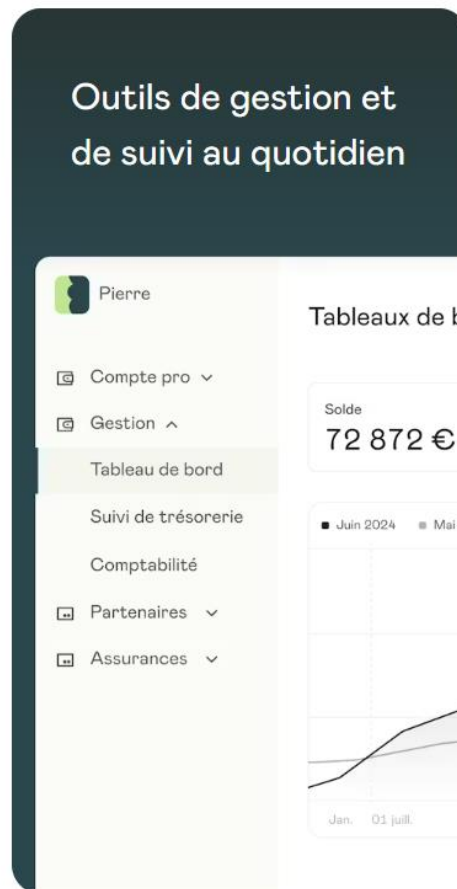 Outils de gestion et
de suivi au quotidien
Pierre
Tableaux de b
Compte pro
Gestion
Tableau de bord
Suivi de trésorerie
Comptabilité
Partenaires
Assurances
Solde
72 872 €
Juin 2024 Mai
Jan. 01 juill.